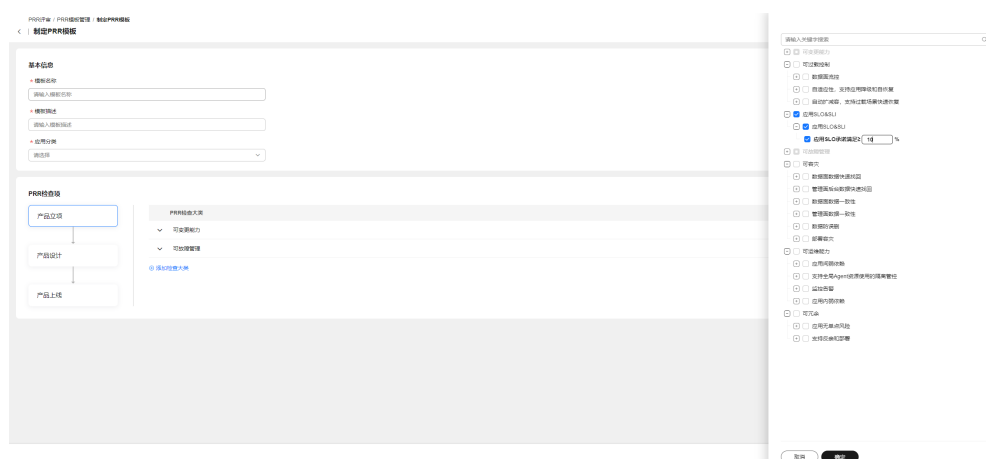 PRR评审 / PRR模板管理 / 制定PRR模板
制定PRR模板
基本信息
* 模板名称
请输入模板名称
* 模板描述
请输入模板描述
* 应用分类
请选择
PRR检查项
产品立项
产品设计
产品上线
PRR检查大类
可变更能力
可故障管理
添加检查大类
请输入关键字搜索
可变更能力
可过载控制
数据面流控
自适应性，支持应用降级和自恢复
自动扩减容，支持过载场景快速恢复
应用SLO&SLI
应用SLO&SLI
应用SLO承诺满足≥ 10 %
可故障管理
可容灾
数据面数据快速找回
管理面后台数据快速找回
数据面数据一致性
管理面数据一致性
数据防误删
部署容灾
可运维能力
应用间弱依赖
支持主机Agent资源使用的隔离管控
监控告警
应用内弱依赖
可冗余
应用无单点风险
支持反亲和部署
取消
确定